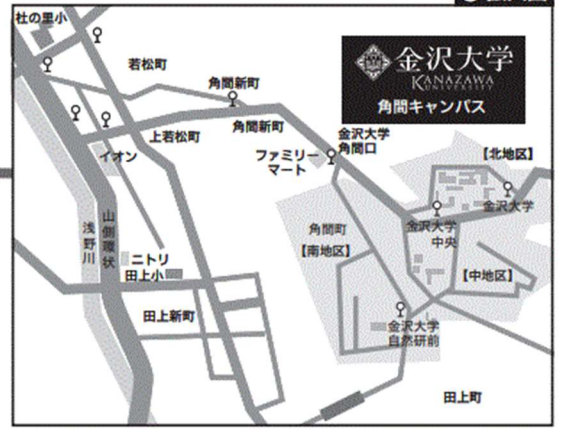 杜の里小
若松町
金沢大学
KANAZAWA
UNIVERSITY
角間キャンパス
角間新町
角間新町
上若松町
イオン
ファミリー
マート
金沢大学
角間口
【北地区】
金沢大学
金沢大学
中央
角間町
【南地区】
【中地区】
浅野川
山側環状
ニトリ
田上小
田上新町
金沢大学
自然研前
田上町